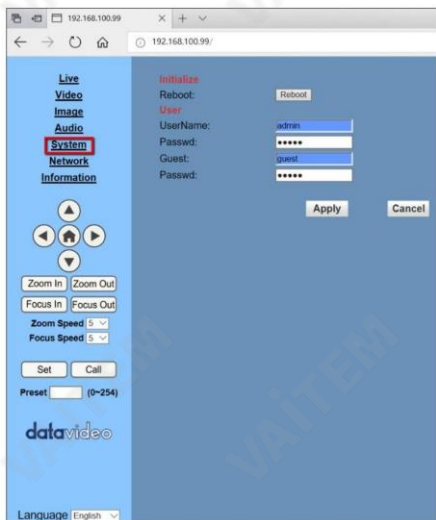 192.168.100.99
192.168.100.99/
Live
Video
Image
Audio
System
Network
Information
Zoom In Zoom Out
Focus In Focus Out
Zoom Speed 5
Focus Speed 5
Set Call
Preset (0~254)
datavideo
Language English
Initialize
Reboot: Reboot
User
UserName: admin
Passwd: •••••
Guest: guest
Passwd: •••••
Apply Cancel
VAITEM
VAITEM